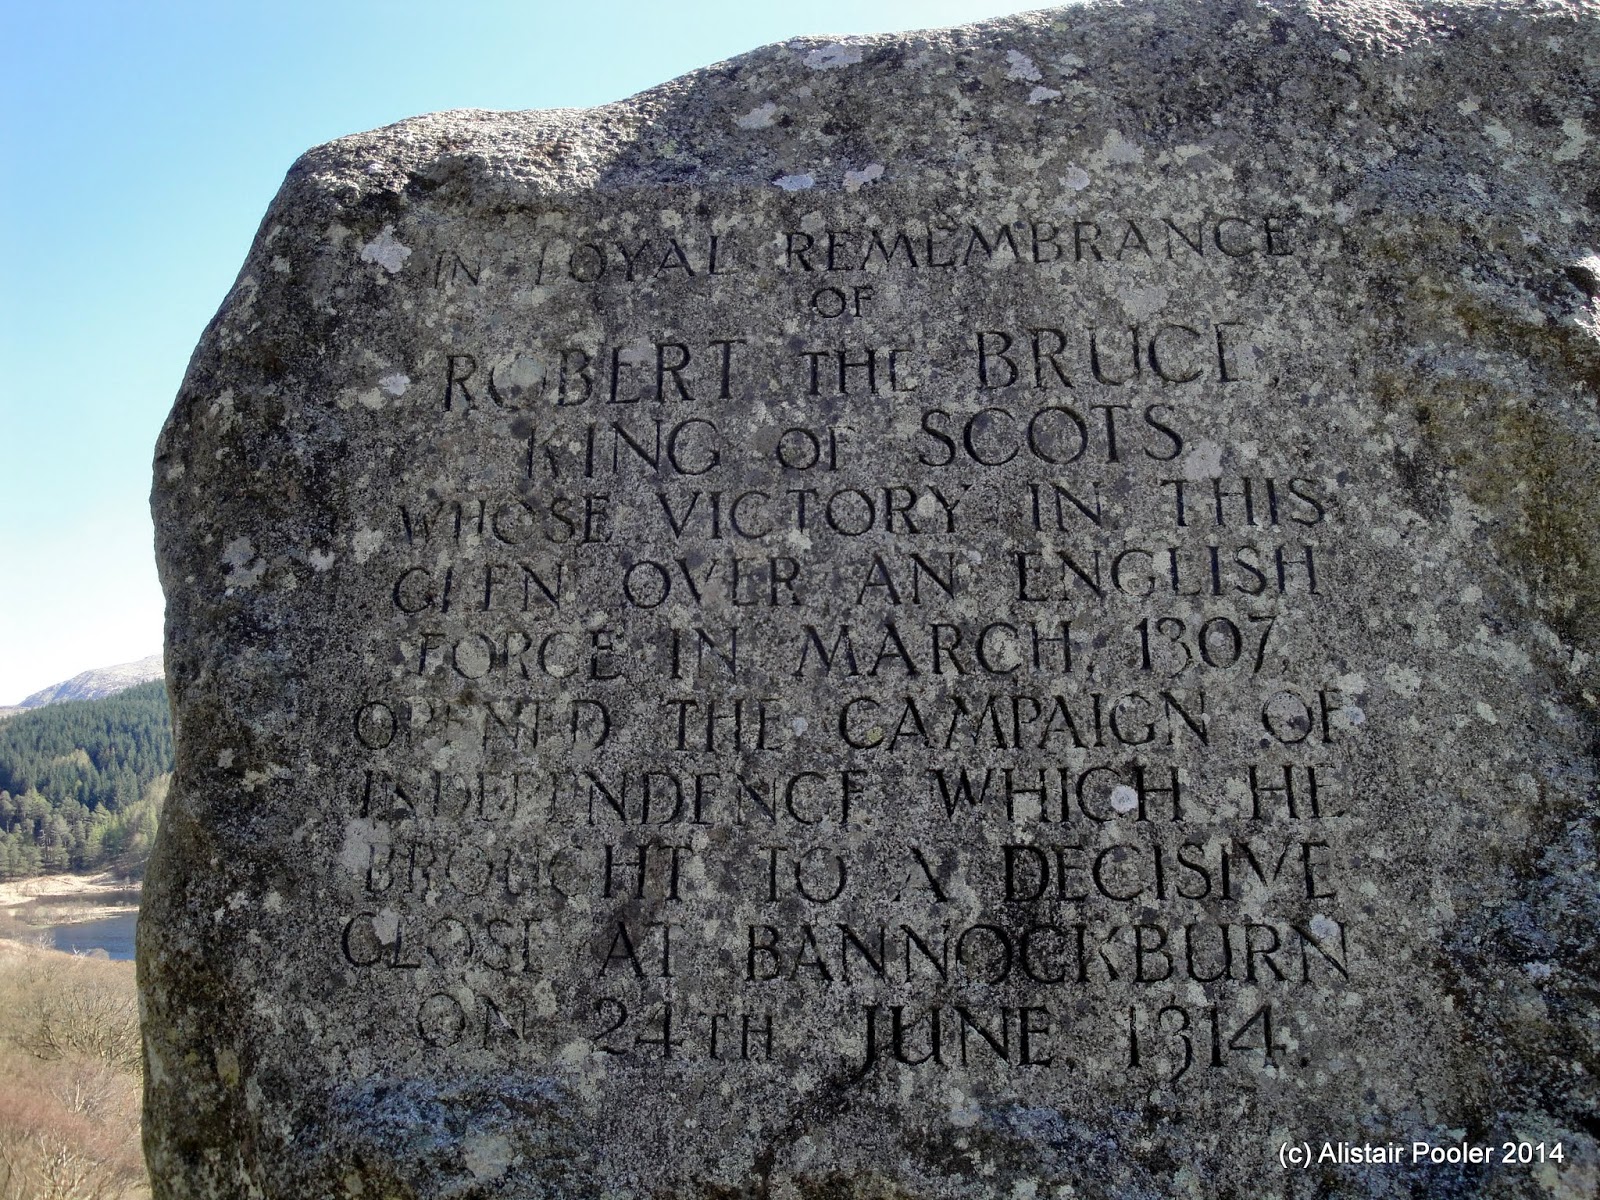 IN LOYAL REMEMBRANCE
OF
ROBERT THE BRUCE
KING OF SCOTS
WHOSE VICTORY IN THIS
GLEN OVER AN ENGLISH
FORCE IN MARCH, 1307,
OPENED THE CAMPAIGN OF
INDEPENDENCE WHICH HE
BROUGHT TO A DECISIVE
CLOSE AT BANNOCKBURN
ON 24TH JUNE, 1314.
(c) Alistair Pooler 2014